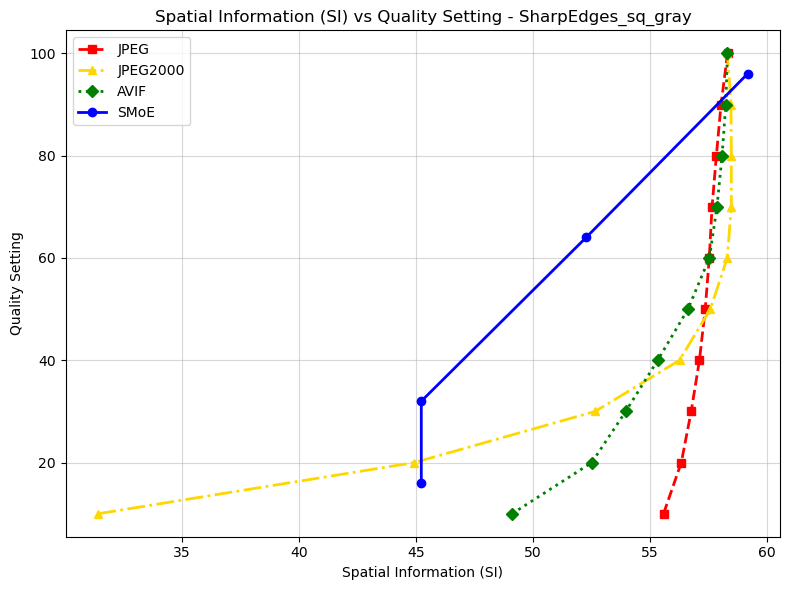 Spatial Information (SI) vs Quality Setting - SharpEdges_sq_gray
JPEG
JPEG2000
AVIF
SMoE
100
80
60
40
20
Quality Setting
35 40 45 50 55 60
Spatial Information (SI)